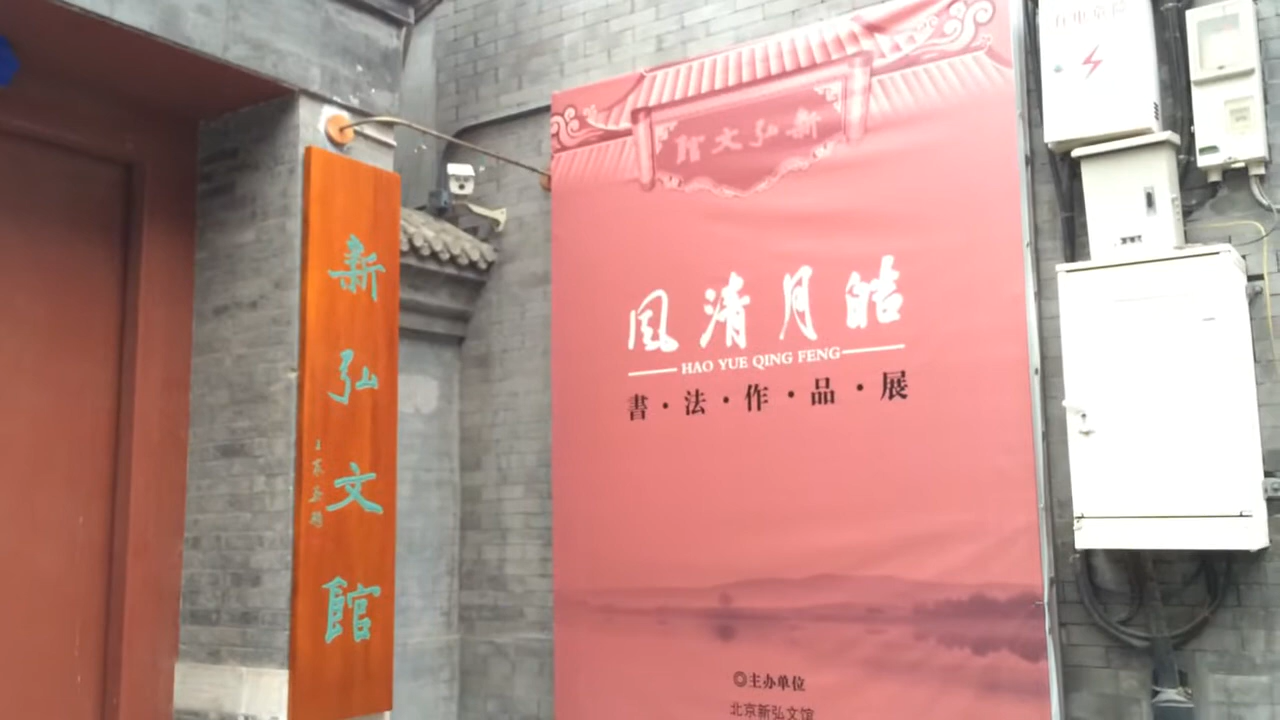 新弘文館
新弘文館
皓月清風
HAO YUE QING FENG
書·法·作·品·展
◎主办单位
北京新弘文馆